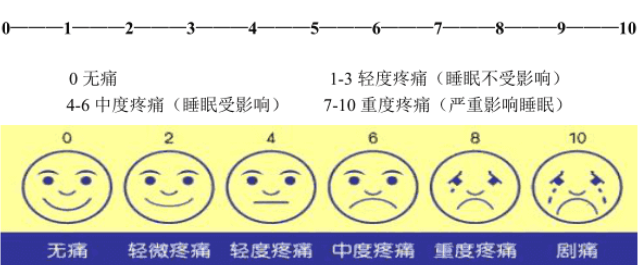 0———1———2———3———4———5———6———7———8———9———10
0 无痛 1-3 轻度疼痛（睡眠不受影响）
4-6 中度疼痛（睡眠受影响） 7-10 重度疼痛（严重影响睡眠）
0 2 4 6 8 10
无痛 轻微疼痛 轻度疼痛 中度疼痛 重度疼痛 剧痛